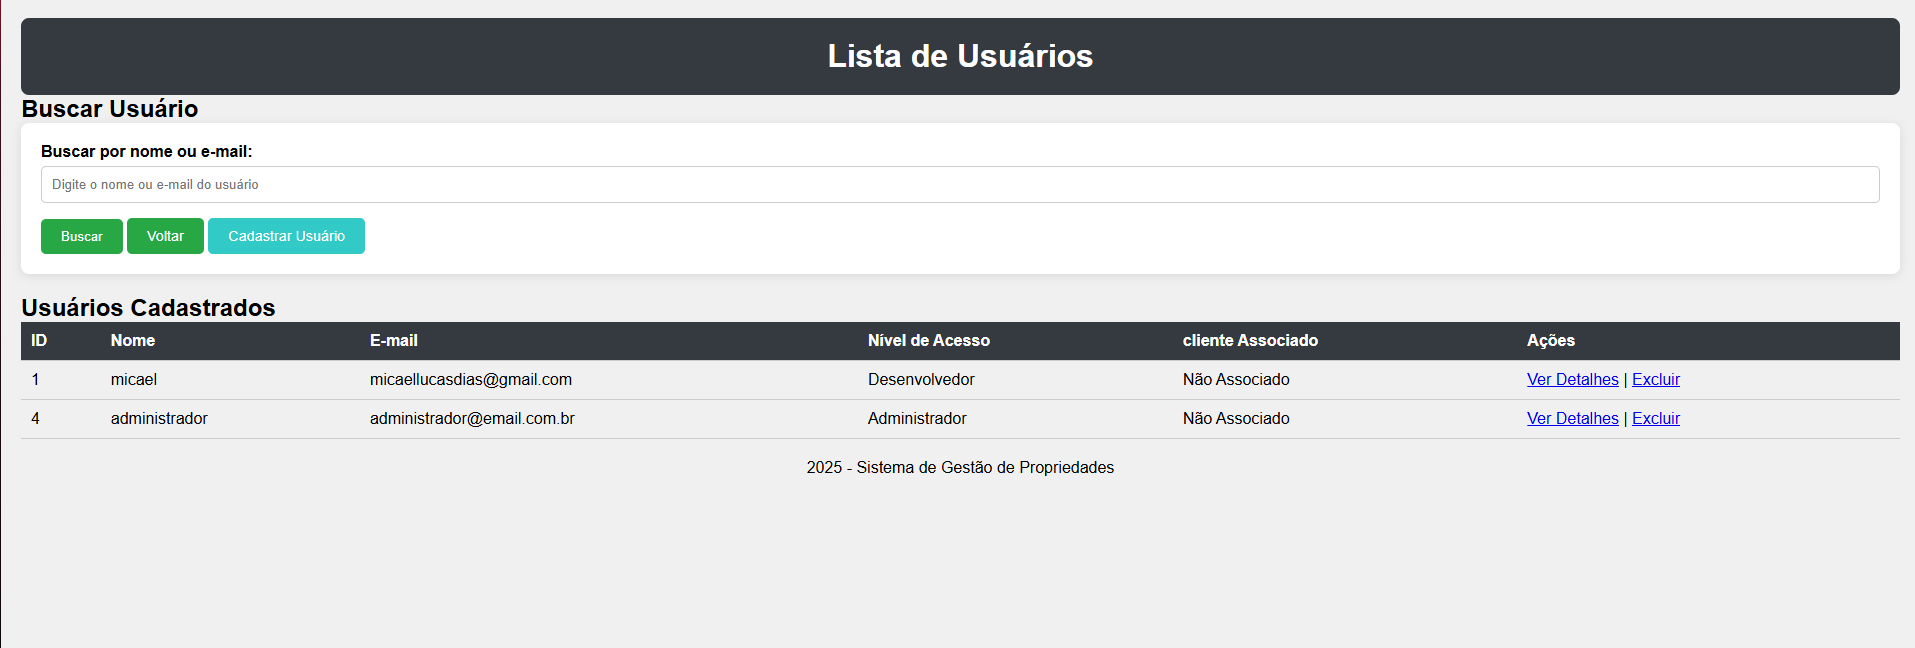 Lista de Usuários
Buscar Usuário
Buscar por nome ou e-mail:
Digite o nome ou e-mail do usuário
Buscar Voltar Cadastrar Usuário
Usuários Cadastrados
ID Nome E-mail Nível de Acesso cliente Associado Ações
1 micael micaellucasdias@gmail.com Desenvolvedor Não Associado Ver Detalhes | Excluir
4 administrador administrador@email.com.br Administrador Não Associado Ver Detalhes | Excluir
2025 - Sistema de Gestão de Propriedades